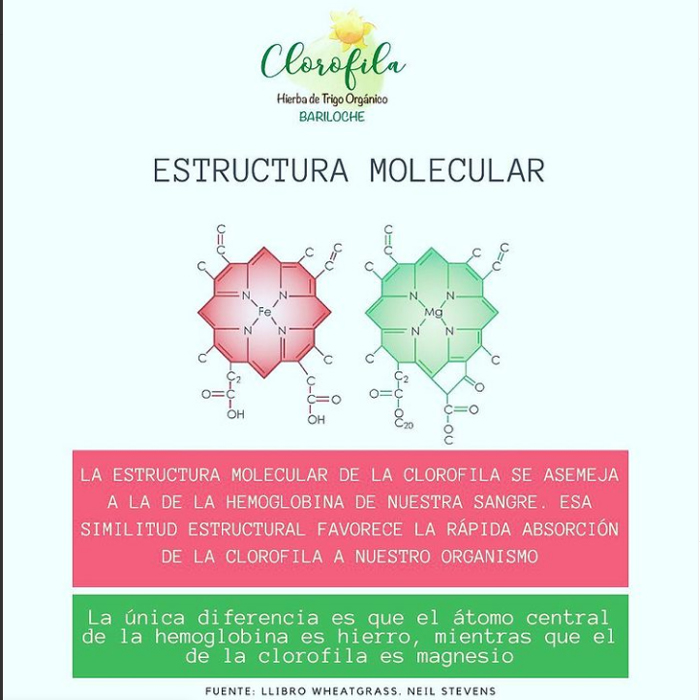 Clorofila
Hierba de Trigo Orgánico
BARILOCHE
ESTRUCTURA MOLECULAR
C C C C
C C C C
C C C C
N N N N
Fe Mg
N N N N
C C C C
C₂ C C₂ O
O=C C=O O=C C=O
OH OH O O
C₂₀ C
LA ESTRUCTURA MOLECULAR DE LA CLOROFILA SE ASEMEJA
A LA DE LA HEMOGLOBINA DE NUESTRA SANGRE. ESA
SIMILITUD ESTRUCTURAL FAVORECE LA RÁPIDA ABSORCIÓN
DE LA CLOROFILA A NUESTRO ORGANISMO
La única diferencia es que el átomo central
de la hemoglobina es hierro, mientras que el
de la clorofila es magnesio
FUENTE: LLIBRO WHEATGRASS. NEIL STEVENS